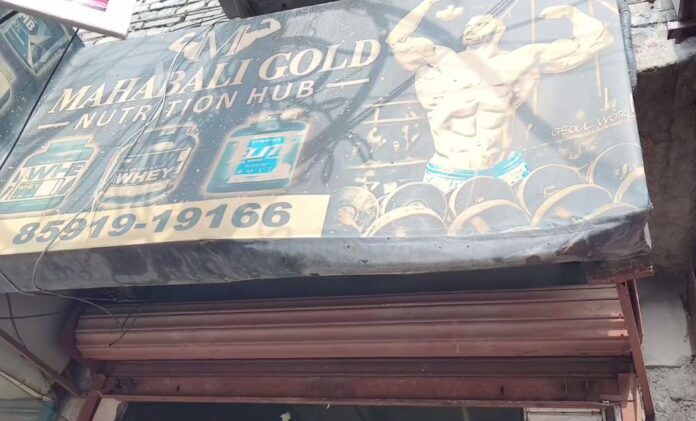 M
MAHABALI GOLD
NUTRITION HUB
WHEY
85919-19166